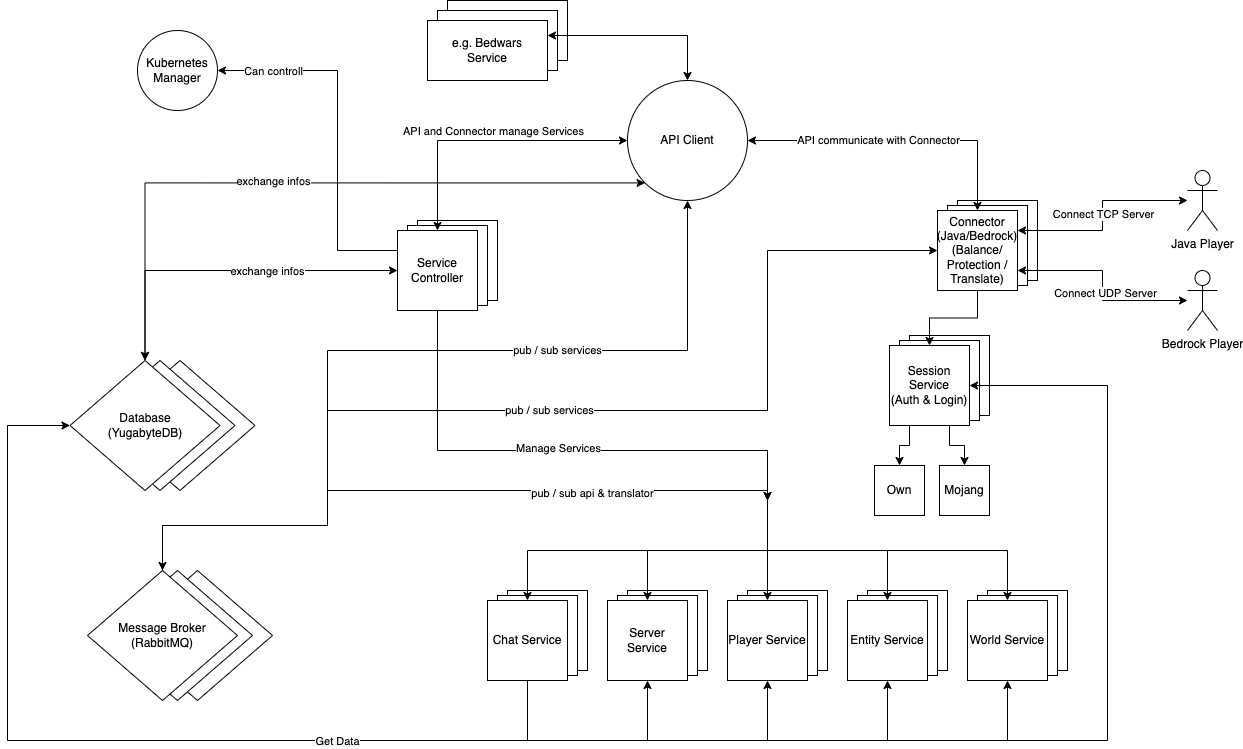 e.g. Bedwars
Service
Kubernetes
Manager
Can controll
API Client
API and Connector manage Services
API communicate with Connector
exchange infos
Connector
(Java/Bedrock)
(Balance/
Protection /
Translate)
Connect TCP Server
Java Player
Service
Controller
exchange infos
Connect UDP Server
Bedrock Player
pub / sub services
Session
Service
(Auth & Login)
pub / sub services
Database
(YugabyteDB)
Manage Services
Own
Mojang
pub / sub api & translator
Message Broker
(RabbitMQ)
Chat Service
Server
Service
Player Service
Entity Service
World Service
Get Data